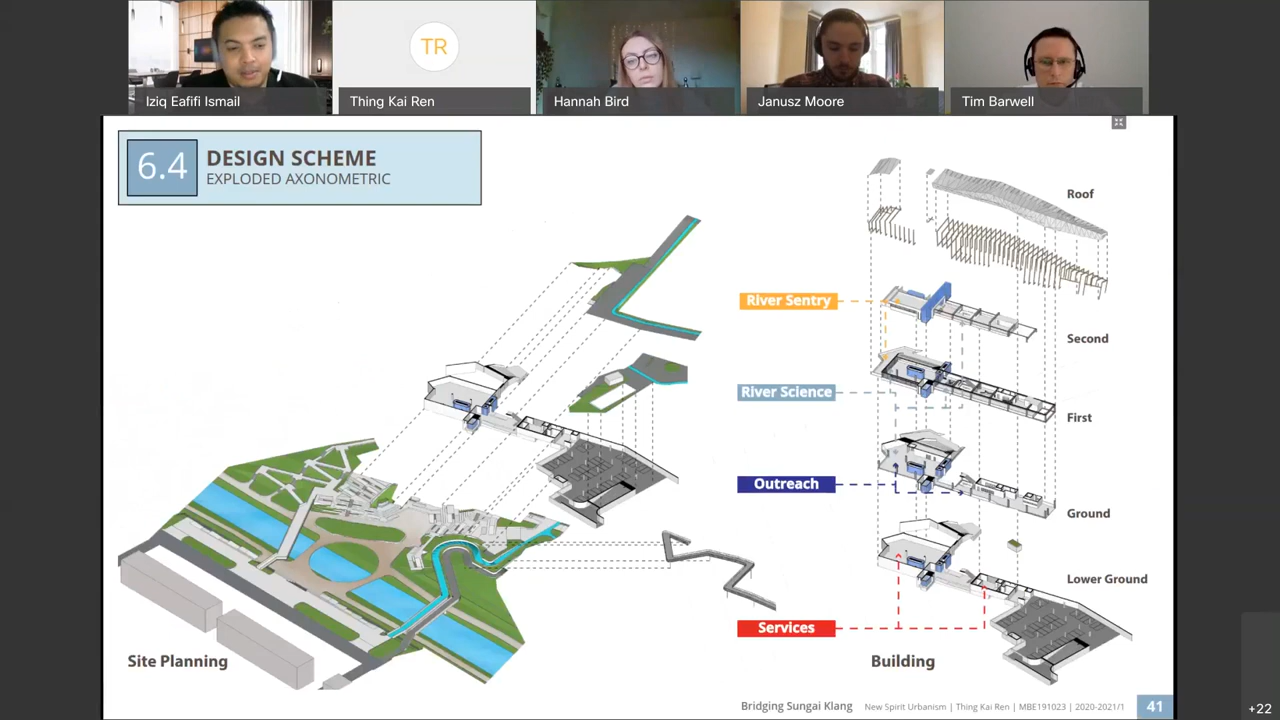 TR
Iziq Eafifi Ismail
Thing Kai Ren
Hannah Bird
Janusz Moore
Tim Barwell
6.4
DESIGN SCHEME
EXPLODED AXONOMETRIC
Roof
River Sentry
Second
River Science
First
Outreach
Ground
Lower Ground
Services
Site Planning
Building
Bridging Sungai Klang New Spirit Urbanism | Thing Kai Ren | MBE191023 | 2020-2021/1 41
+22